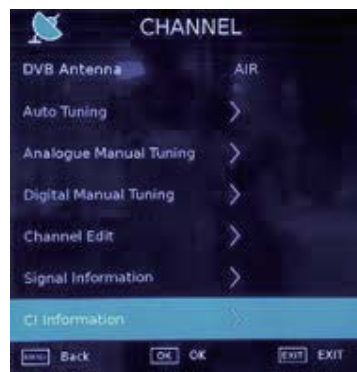 CHANNEL
DVB Antenna AIR
Auto Tuning
Analogue Manual Tuning
Digital Manual Tuning
Channel Edit
Signal Information
CI Information
MENU Back OK OK EXIT EXIT